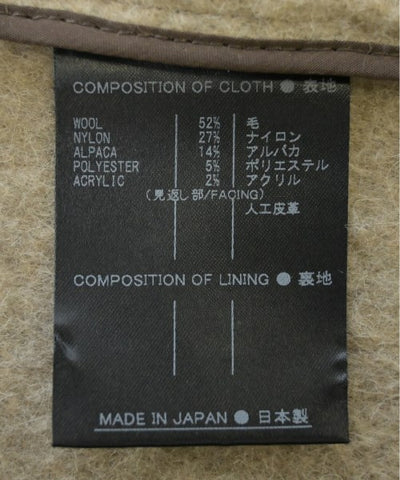 COMPOSITION OF CLOTH ● 表地
WOOL 52% 毛
NYLON 27% ナイロン
ALPACA 14% アルパカ
POLYESTER 5% ポリエステル
ACRYLIC 2% アクリル
(見返し部/FACING)
人工皮革
COMPOSITION OF LINING ● 裏地
MADE IN JAPAN ● 日本製